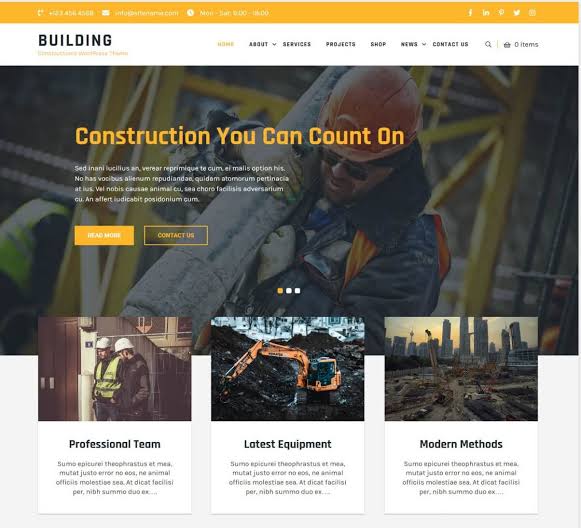 +123 456 4568 info@sitename.com Mon - Sat: 9:00 - 18:00
BUILDING
Constructions WordPress Theme
HOME ABOUT SERVICES PROJECTS SHOP NEWS CONTACT US 0 items
Construction You Can Count On
Sed inani lucilius an, verear reprimique te cum, ei malis option his.
No has vocibus alienum repudiandae, quidam atomorum pertinacia
at ius. Vel nobis causae animal cu, sea choro facilisis adversarium
cu. An affert iudicabit posidonium cum.
READ MORE CONTACT US
KOMATSU
Professional Team Latest Equipment Modern Methods
Sumo epicurei theophrastus et mea, Sumo epicurei theophrastus et mea, Sumo epicurei theophrastus et mea,
mutat justo error no eos, ne animal mutat justo error no eos, ne animal mutat justo error no eos, ne animal
officiis molestiae sea. At dicat facilisi officiis molestiae sea. At dicat facilisi officiis molestiae sea. At dicat facilisi
per, nibh summo duo ex. ... per, nibh summo duo ex. ... per, nibh summo duo ex. ...